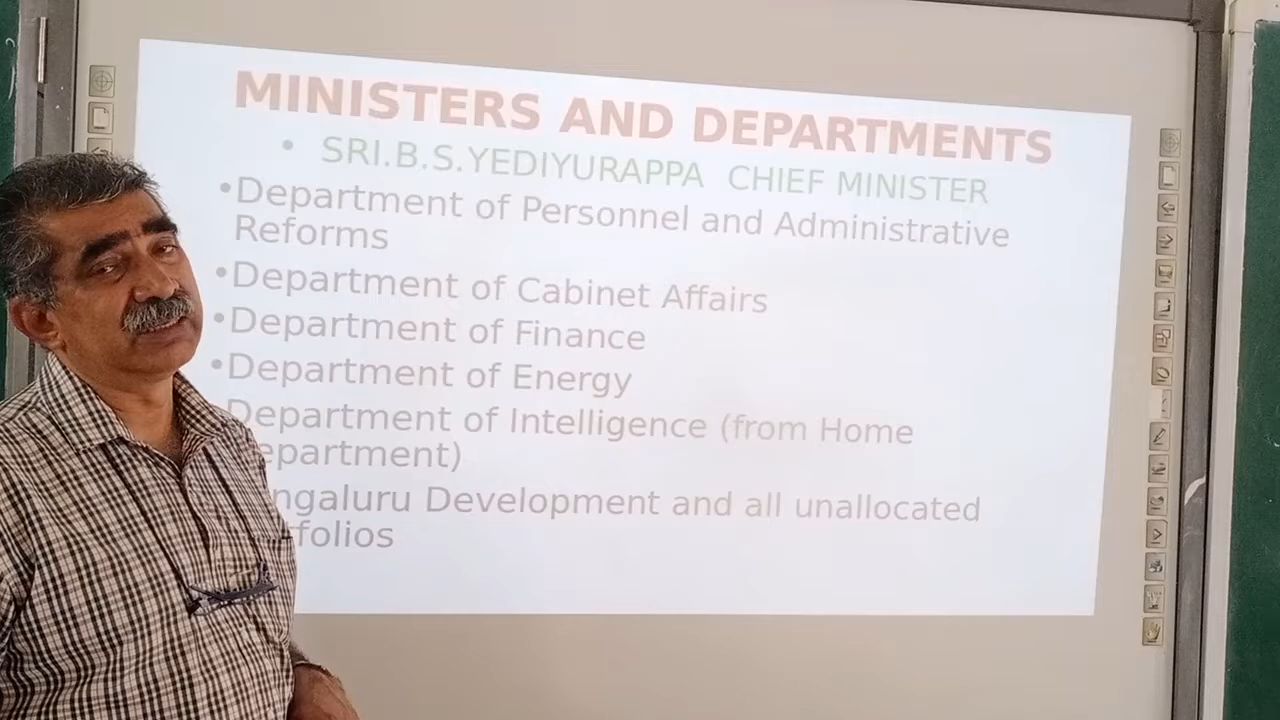 MINISTERS AND DEPARTMENTS
• SRI.B.S.YEDIYURAPPA CHIEF MINISTER
•Department of Personnel and Administrative
Reforms
•Department of Cabinet Affairs
•Department of Finance
•Department of Energy
Department of Intelligence (from Home
epartment)
ngaluru Development and all unallocated
folios